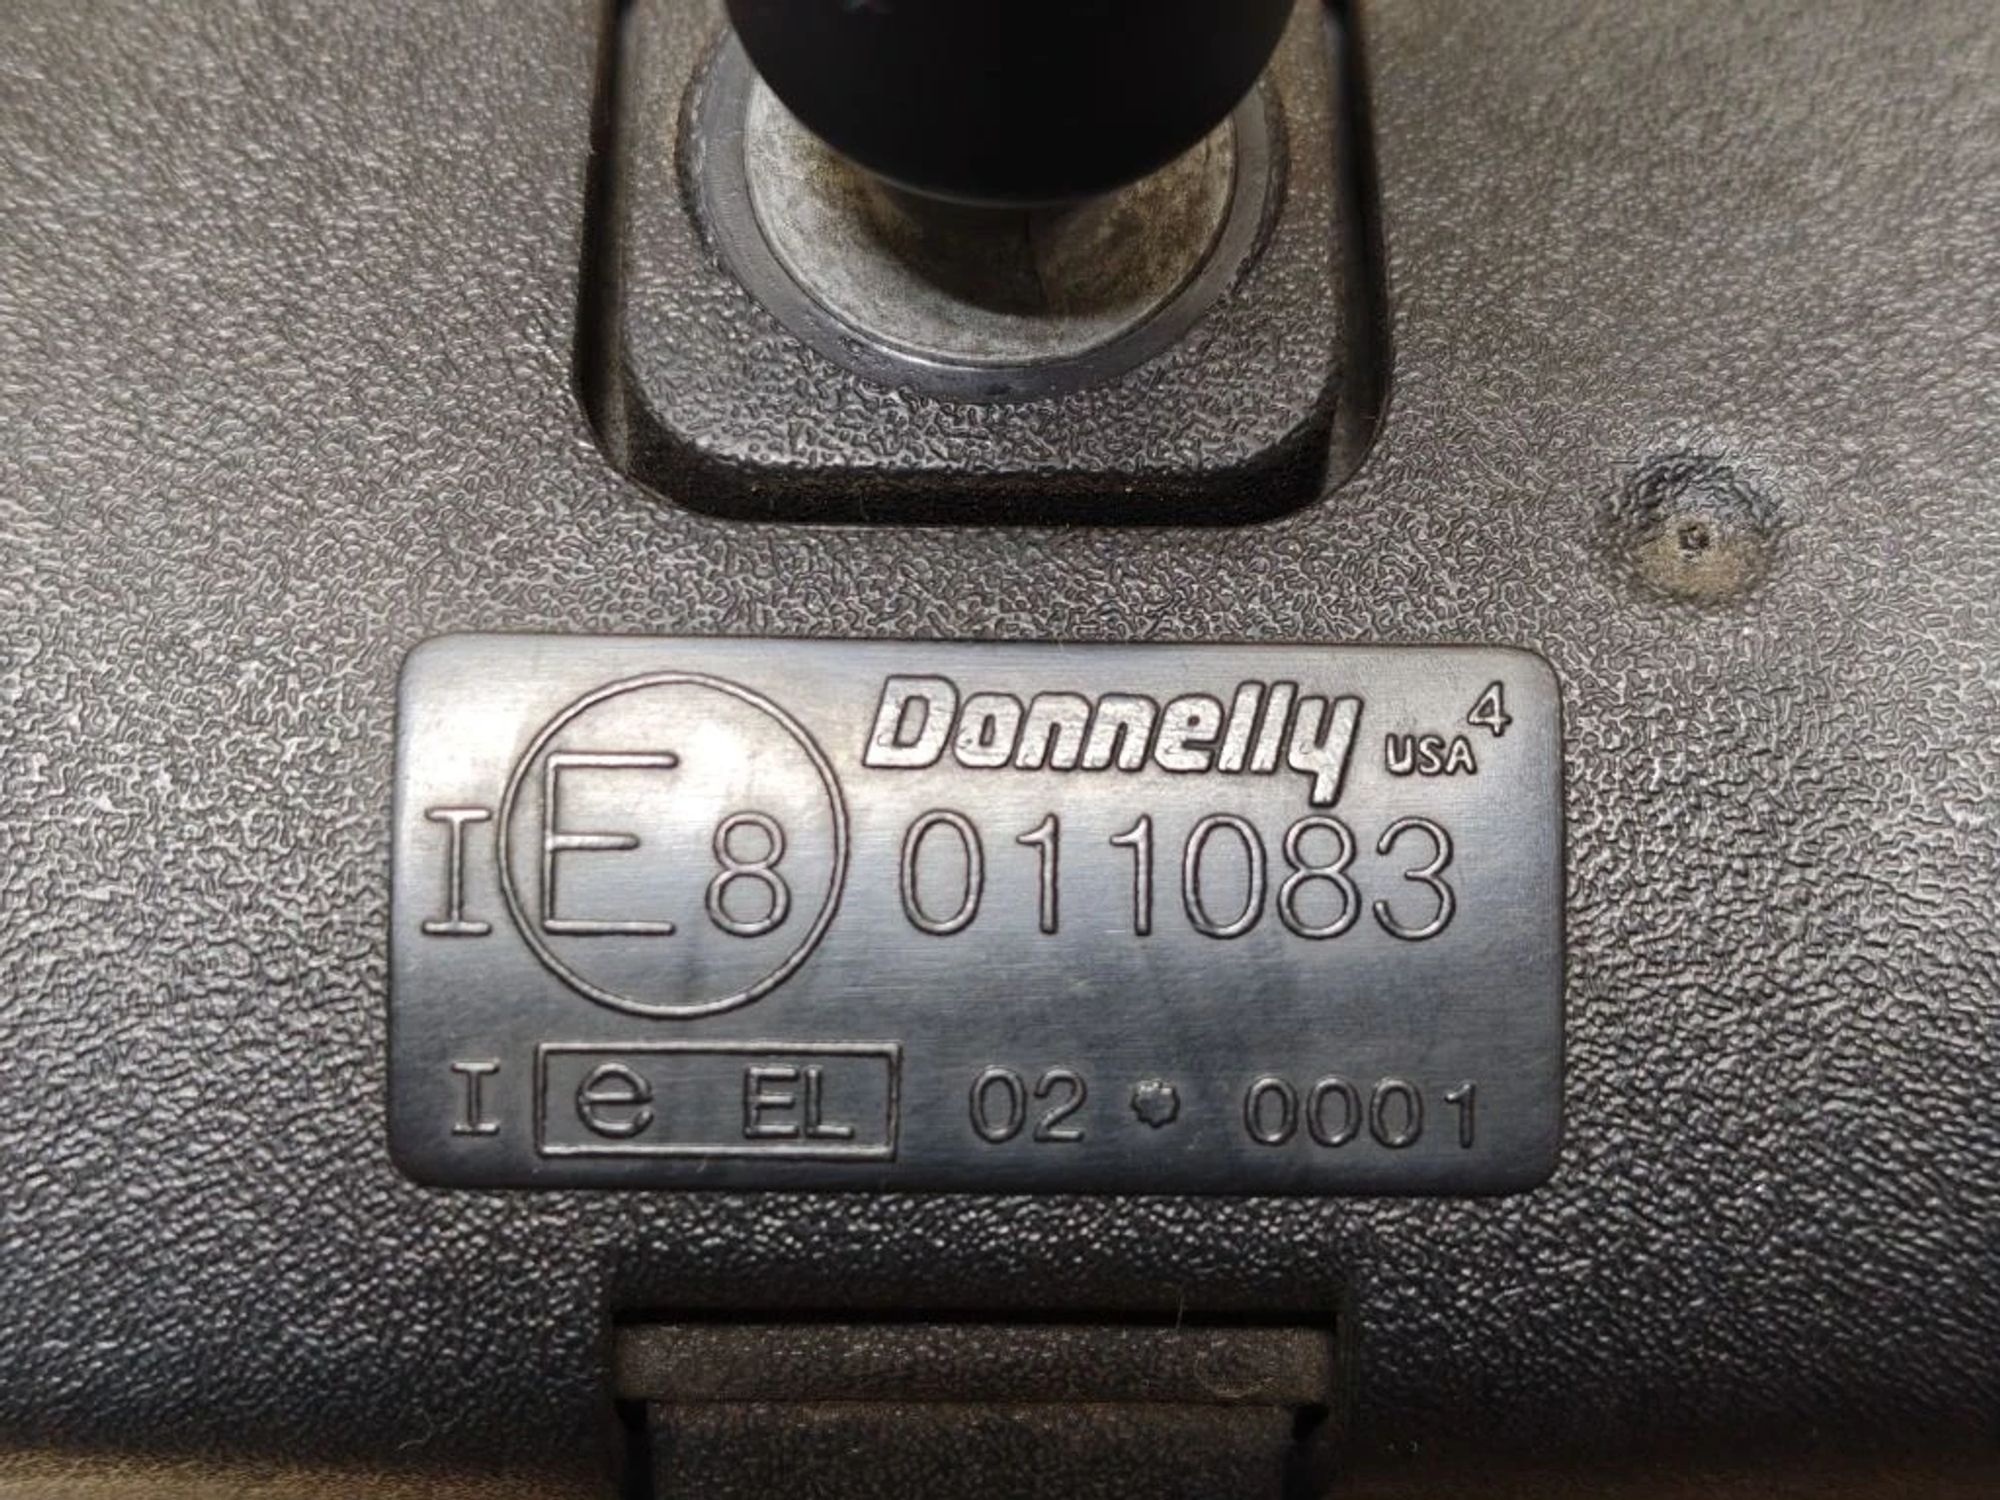 Donnelly USA 4
I E 8 011083
I e EL 02 * 0001